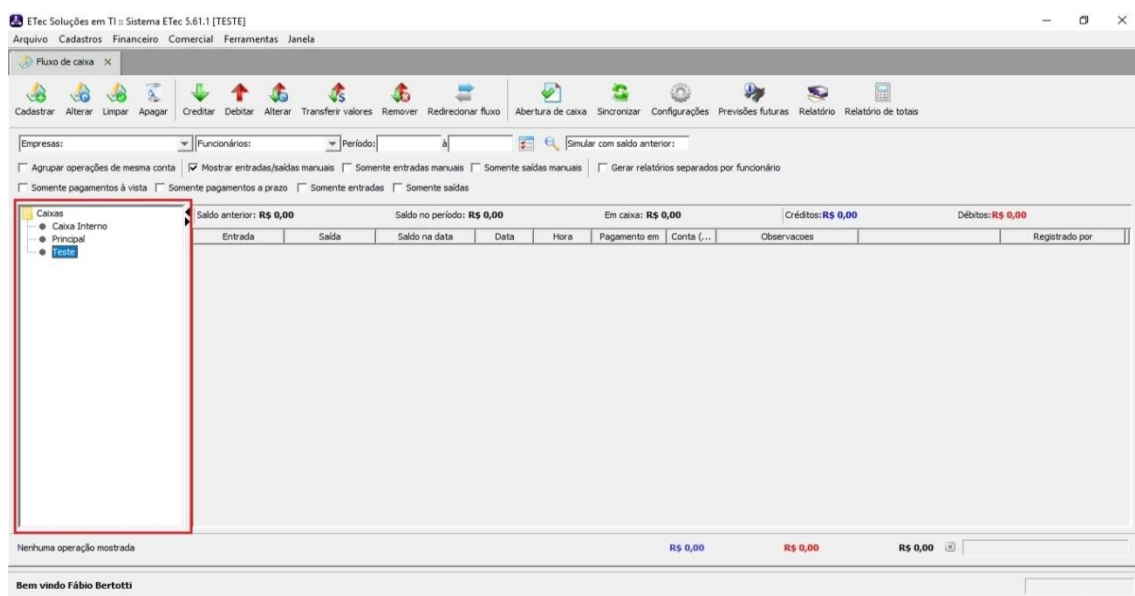 ETec Soluções em TI :: Sistema ETec 5.61.1 [TESTE]
Arquivo Cadastros Financeiro Comercial Ferramentas Janela
Fluxo de caixa
Cadastrar Alterar Limpar Apagar Creditar Debitar Alterar Transferir valores Remover Redirecionar fluxo Abertura de caixa Sincronizar Configurações Previsões futuras Relatório Relatório de totais
Empresas: Funcionários: Período: à Simular com saldo anterior:
Agrupar operações de mesma conta Mostrar entradas/saídas manuais Somente entradas manuais Somente saídas manuais Gerar relatórios separados por funcionário
Somente pagamentos à vista Somente pagamentos a prazo Somente entradas Somente saídas
Caixas
Caixa Interno
Principal
Teste
Saldo anterior: R$ 0,00 Saldo no período: R$ 0,00 Em caixa: R$ 0,00 Créditos: R$ 0,00 Débitos: R$ 0,00
Entrada Saída Saldo na data Data Hora Pagamento em Conta (... Observacoes Registrado por
Nenhuma operação mostrada R$ 0,00 R$ 0,00 R$ 0,00
Bem vindo Fábio Bertotti